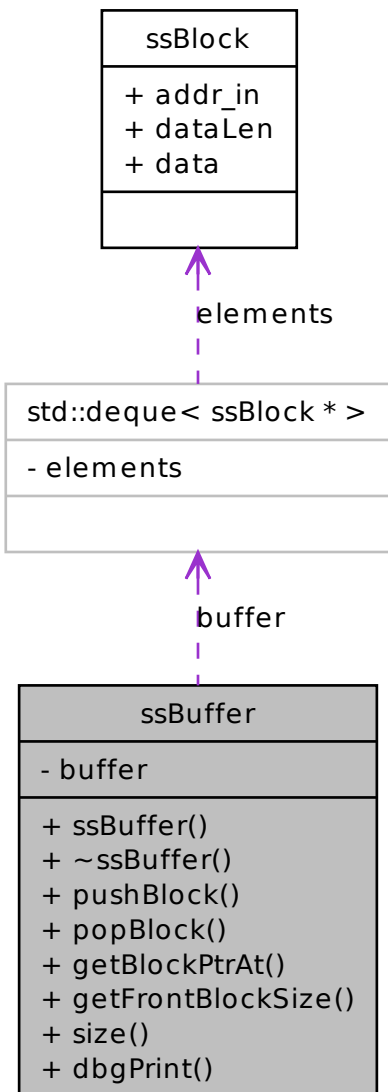 ssBlock
+ addr_in
+ dataLen
+ data
elements
std::deque< ssBlock * >
- elements
buffer
ssBuffer
- buffer
+ ssBuffer()
+ ~ssBuffer()
+ pushBlock()
+ popBlock()
+ getBlockPtrAt()
+ getFrontBlockSize()
+ size()
+ dbgPrint()